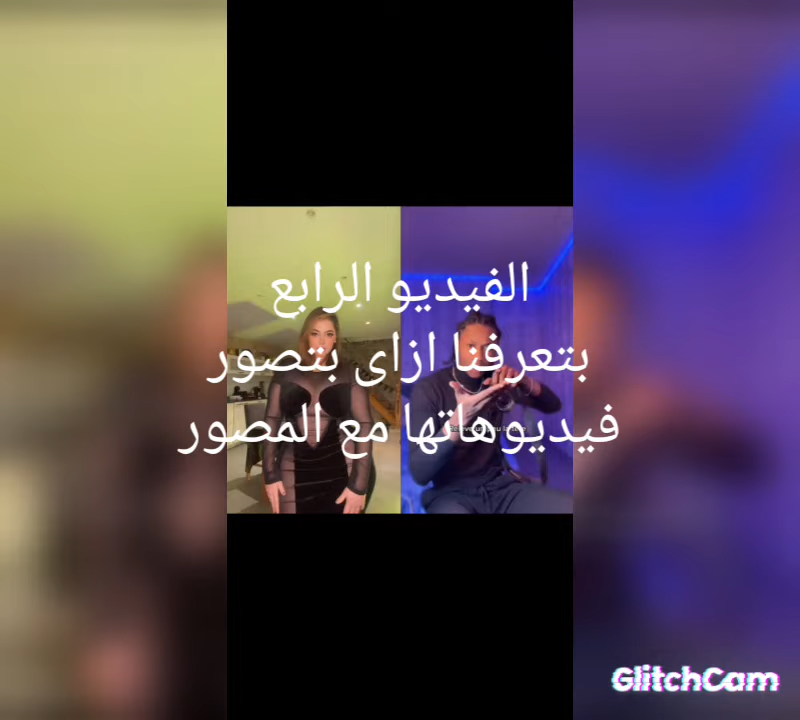 الفيديو الرابع
بتعرفنا ازاى بتصور
فيديوهاتها مع المصور
GlitchCam